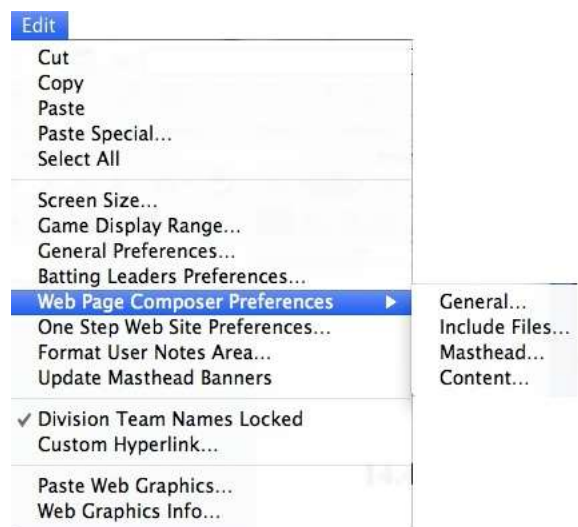 Edit
Cut
Copy
Paste
Paste Special...
Select All
Screen Size...
Game Display Range...
General Preferences...
Batting Leaders Preferences...
Web Page Composer Preferences
General...
One Step Web Site Preferences...
Include Files...
Format User Notes Area...
Masthead...
Update Masthead Banners
Content...
Division Team Names Locked
Custom Hyperlink...
Paste Web Graphics...
Web Graphics Info...